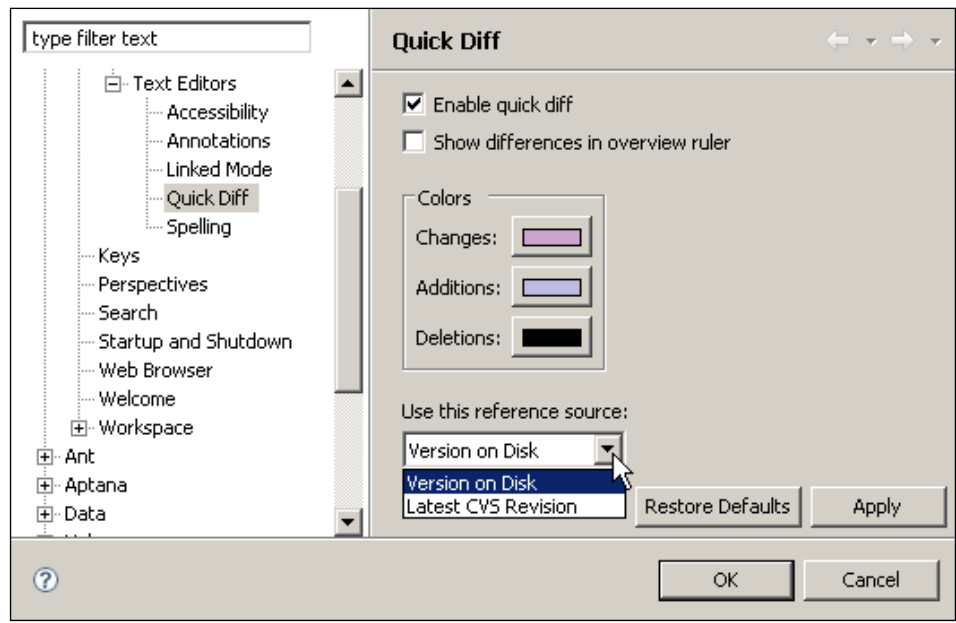 type filter text
Text Editors
Accessibility
Annotations
Linked Mode
Quick Diff
Spelling
Keys
Perspectives
Search
Startup and Shutdown
Web Browser
Welcome
Workspace
Ant
Aptana
Data
Quick Diff
Enable quick diff
Show differences in overview ruler
Colors
Changes:
Additions:
Deletions:
Use this reference source:
Version on Disk
Version on Disk
Latest CVS Revision
Restore Defaults Apply
OK Cancel